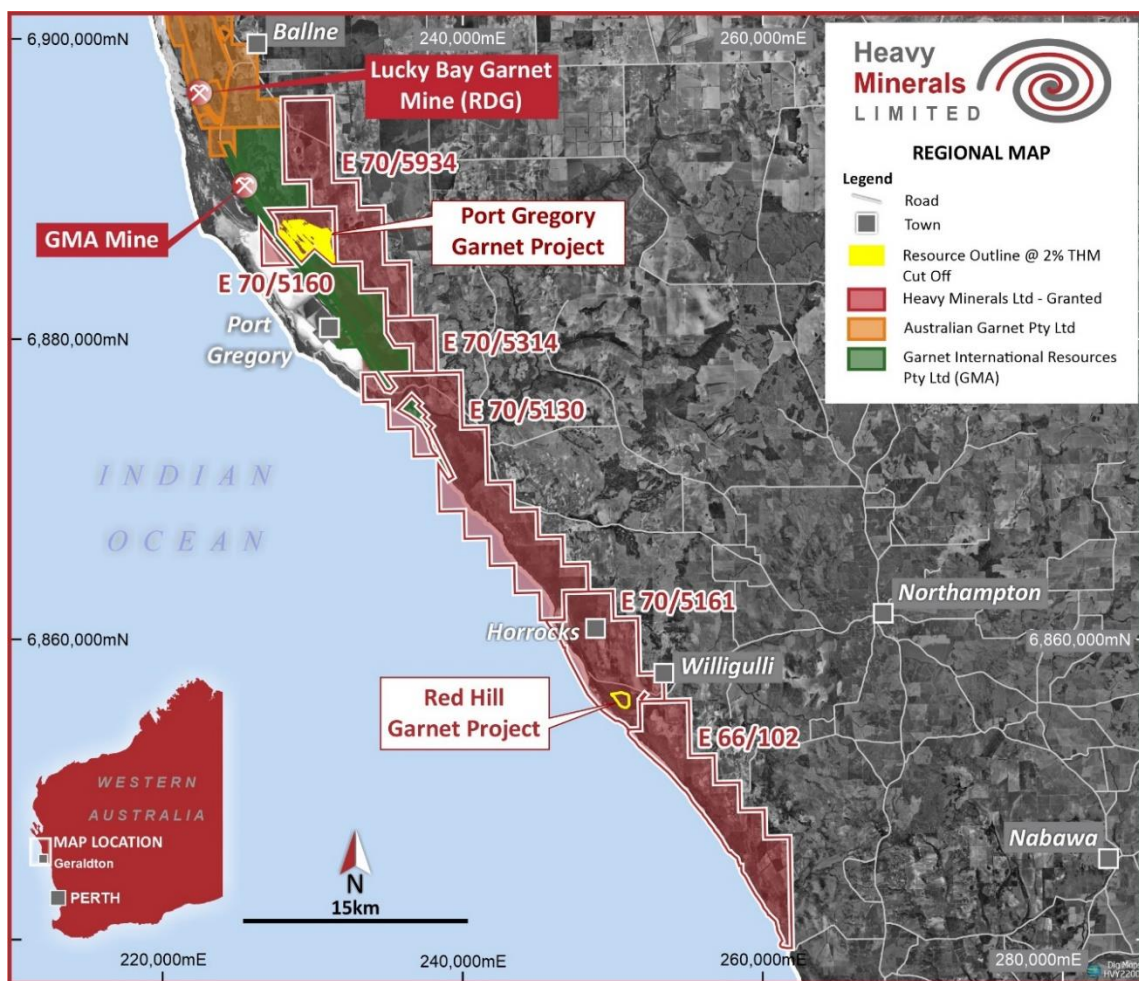 6,900,000mN
Ballne
240,000mE
260,000mE
Lucky Bay Garnet
Mine (RDG)
E 70/5934
GMA Mine
Port Gregory
Garnet Project
E 70/5160
Port
Gregory
6,880,000mN
E 70/5314
E 70/5130
INDIAN
OCEAN
E 70/5161
Northampton
Horrocks
6,860,000mN
6,860,000mN
Willigulli
Red Hill
Garnet Project
E 66/102
Nabawa
Heavy
Minerals
LIMITED
REGIONAL MAP
Legend
Road
Town
Resource Outline @ 2% THM
Cut Off
Heavy Minerals Ltd - Granted
Australian Garnet Pty Ltd
Garnet International Resources
Pty Ltd (GMA)
WESTERN
AUSTRALIA
MAP LOCATION
Geraldton
PERTH
N
15km
220,000mE
240,000mE
260,000mE
280,000mE